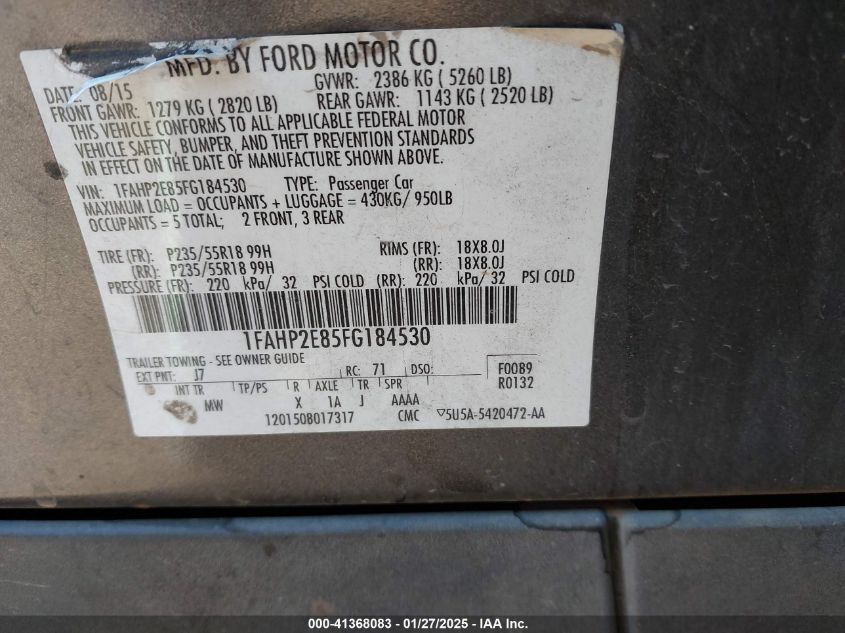 MFD. BY FORD MOTOR CO.
DATE: 08/15 GVWR: 2386 KG ( 5260 LB)
FRONT GAWR: 1279 KG ( 2820 LB) REAR GAWR: 1143 KG ( 2520 LB)
THIS VEHICLE CONFORMS TO ALL APPLICABLE FEDERAL MOTOR
VEHICLE SAFETY, BUMPER, AND THEFT PREVENTION STANDARDS
IN EFFECT ON THE DATE OF MANUFACTURE SHOWN ABOVE.
VIN: 1FAHP2E85FG184530 TYPE: Passenger Car
MAXIMUM LOAD = OCCUPANTS + LUGGAGE = 430KG/ 950LB
OCCUPANTS = 5 TOTAL; 2 FRONT, 3 REAR
TIRE (FR): P235/55R18 99H RIMS (FR): 18X8.0J
(RR): P235/55R18 99H (RR): 18X8.0J
PRESSURE (FR): 220 kPa/ 32 PSI COLD (RR): 220 kPa/ 32 PSI COLD
1FAHP2E85FG184530
TRAILER TOWING - SEE OWNER GUIDE
EXT PNT: J7 RC: 71 DSO: F0089
INT TR TP/PS R AXLE TR SPR R0132
MW X 1A J AAAA
120150B017317 CMC ▽5U5A-5420472-AA
000-41368083 01/27/2025 - IAAI.com